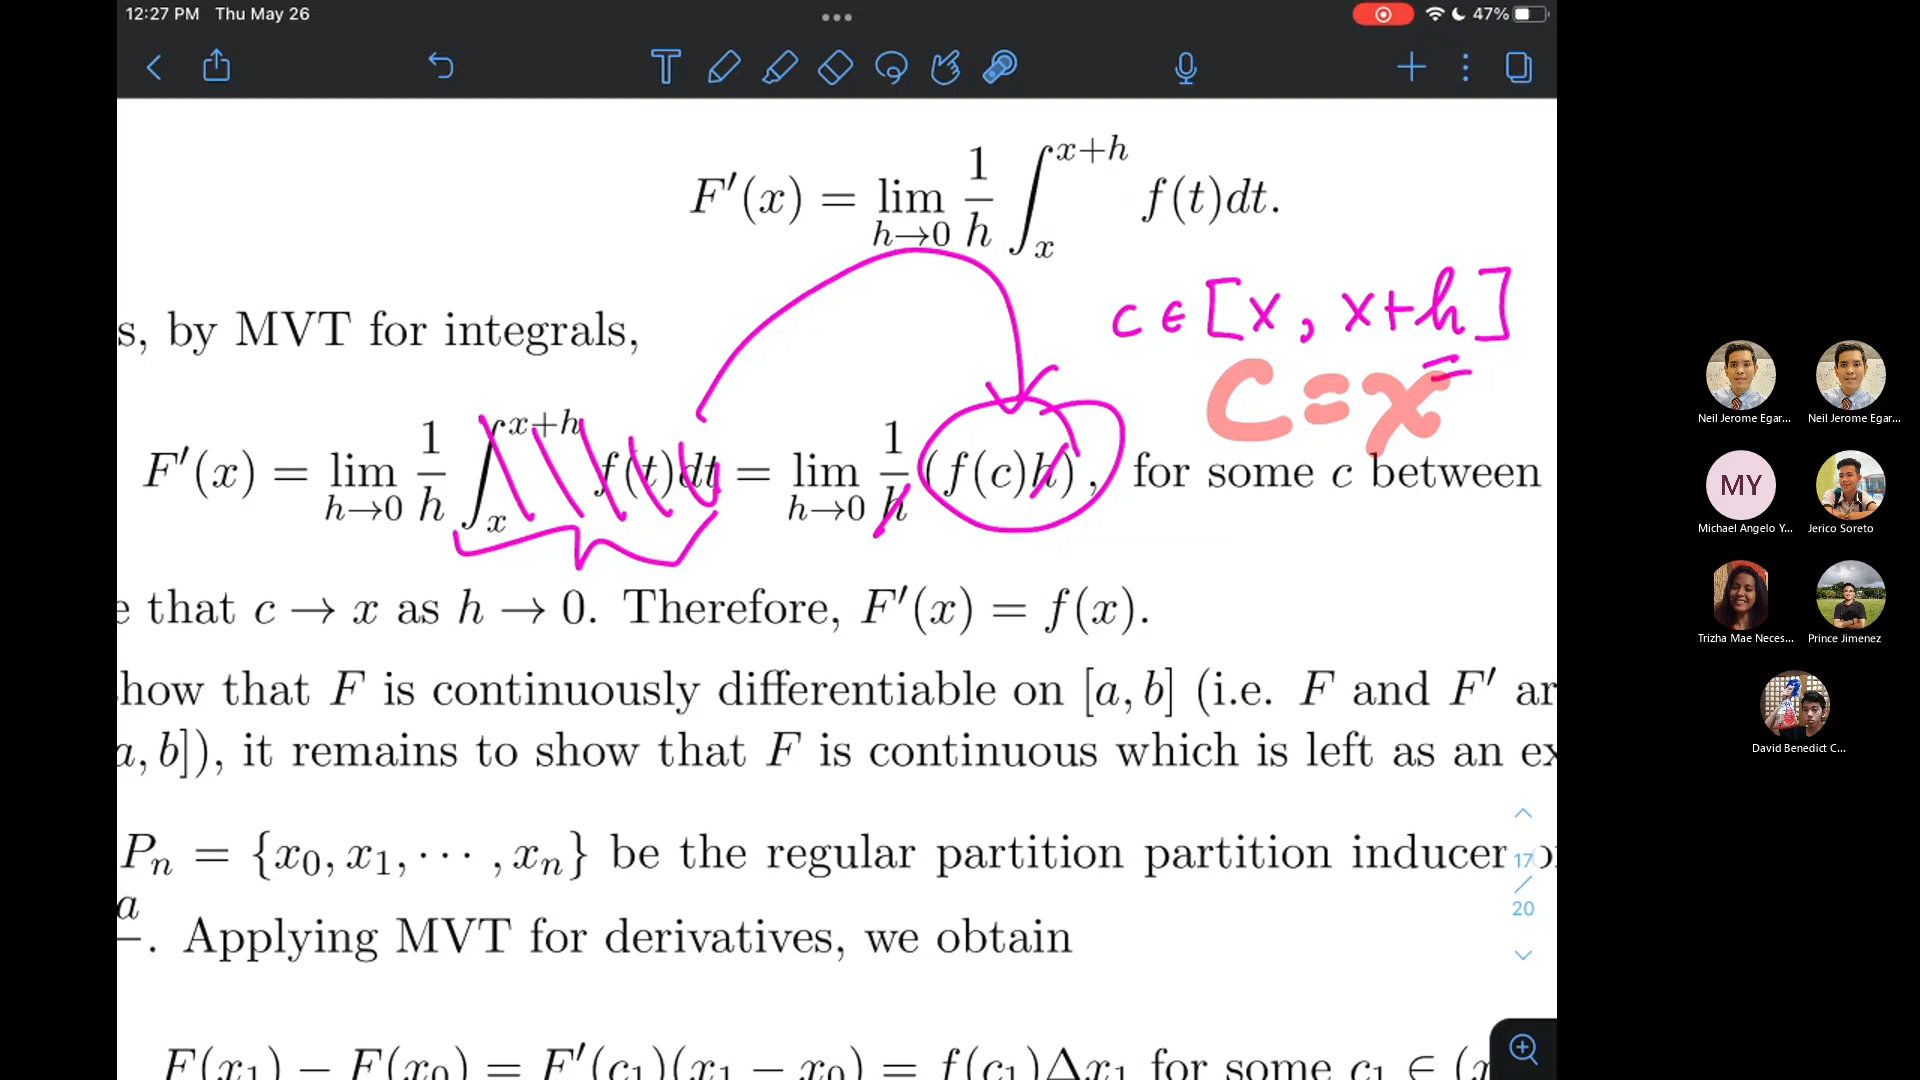 12:27 PM Thu May 26
47%
F′(x) = lim h→0 1/h ∫_x^{x+h} f(t)dt.
c ∈ [x, x+h]
s, by MVT for integrals,
C = x
F′(x) = lim h→0 1/h ∫_x^{x+h} f(t)dt = lim h→0 1/h (f(c)h), for some c between
e that c → x as h → 0. Therefore, F′(x) = f(x).
how that F is continuously differentiable on [a, b] (i.e. F and F′ ar
a, b]), it remains to show that F is continuous which is left as an ex
P_n = {x_0, x_1, ··· , x_n} be the regular partition partition inducer o
a
. Applying MVT for derivatives, we obtain
F(x_1) − F(x_0) = F′(c_1)(x_1 − x_0) = f(c_1)Δx_1 for some c_1 ∈ (x
17
20
Neil Jerome Egar...
Neil Jerome Egar...
MY
Michael Angelo Y...
Jerico Soreto
Trizha Mae Neces...
Prince Jimenez
David Benedict C...